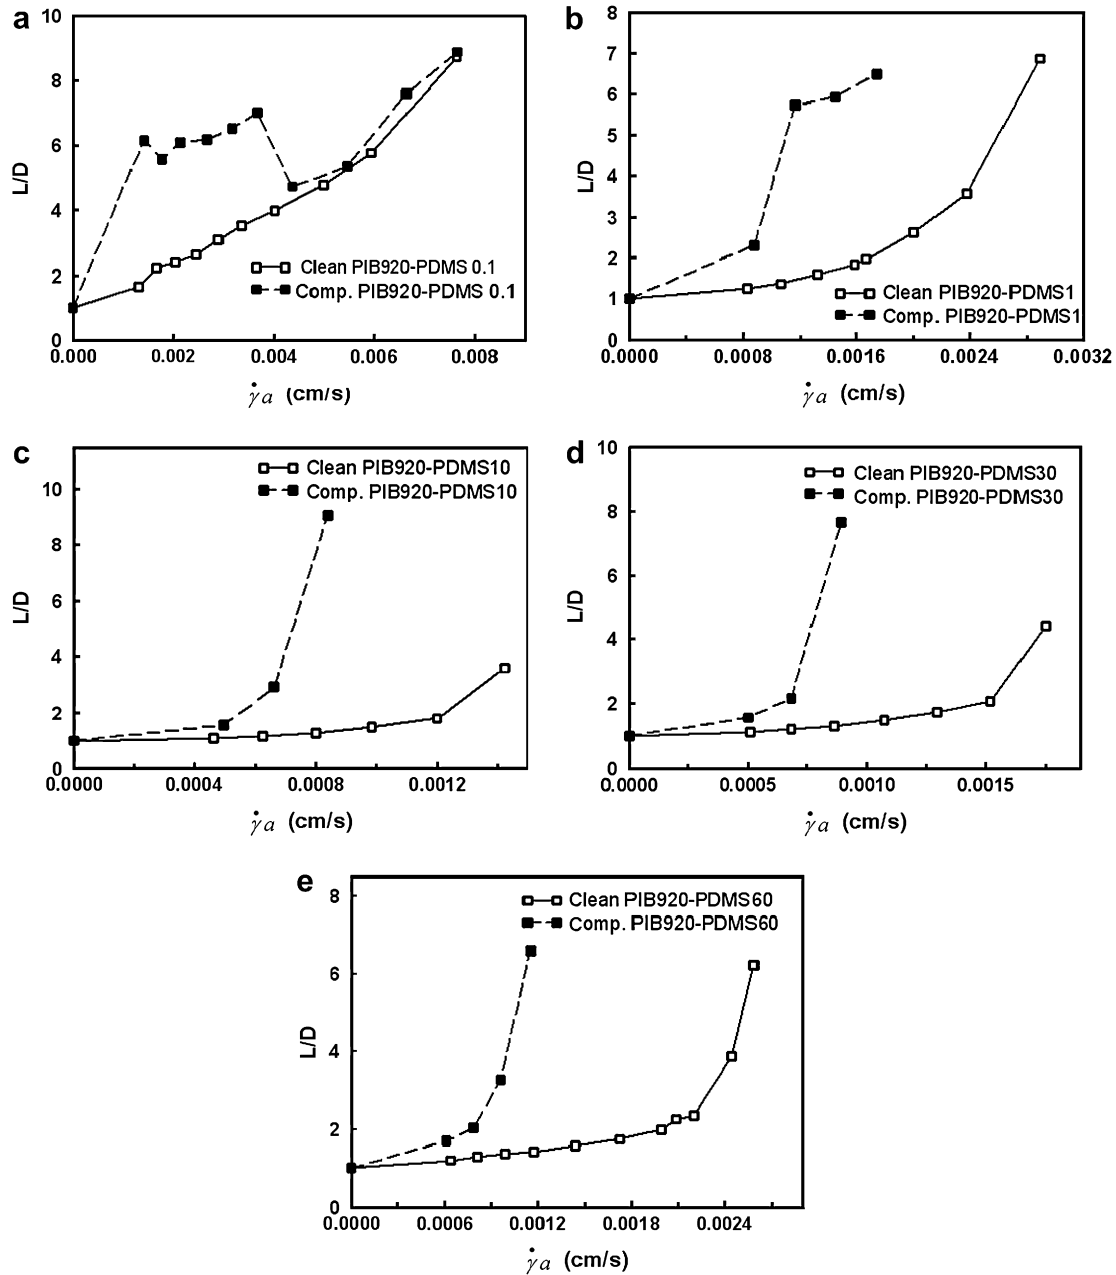 a
10
8
6
4
2
0
L/D
Clean PIB920-PDMS 0.1
Comp. PIB920-PDMS 0.1
0.000 0.002 0.004 0.006 0.008
γ̇ a (cm/s)
b
8
7
6
5
4
3
2
1
0
L/D
Clean PIB920-PDMS1
Comp. PIB920-PDMS1
0.0000 0.0008 0.0016 0.0024 0.0032
γ̇ a (cm/s)
c
10
8
6
4
2
0
L/D
Clean PIB920-PDMS10
Comp. PIB920-PDMS10
0.0000 0.0004 0.0008 0.0012
γ̇ a (cm/s)
d
10
8
6
4
2
0
L/D
Clean PIB920-PDMS30
Comp. PIB920-PDMS30
0.0000 0.0005 0.0010 0.0015
γ̇ a (cm/s)
e
8
6
4
2
0
L/D
Clean PIB920-PDMS60
Comp. PIB920-PDMS60
0.0000 0.0006 0.0012 0.0018 0.0024
γ̇ a (cm/s)